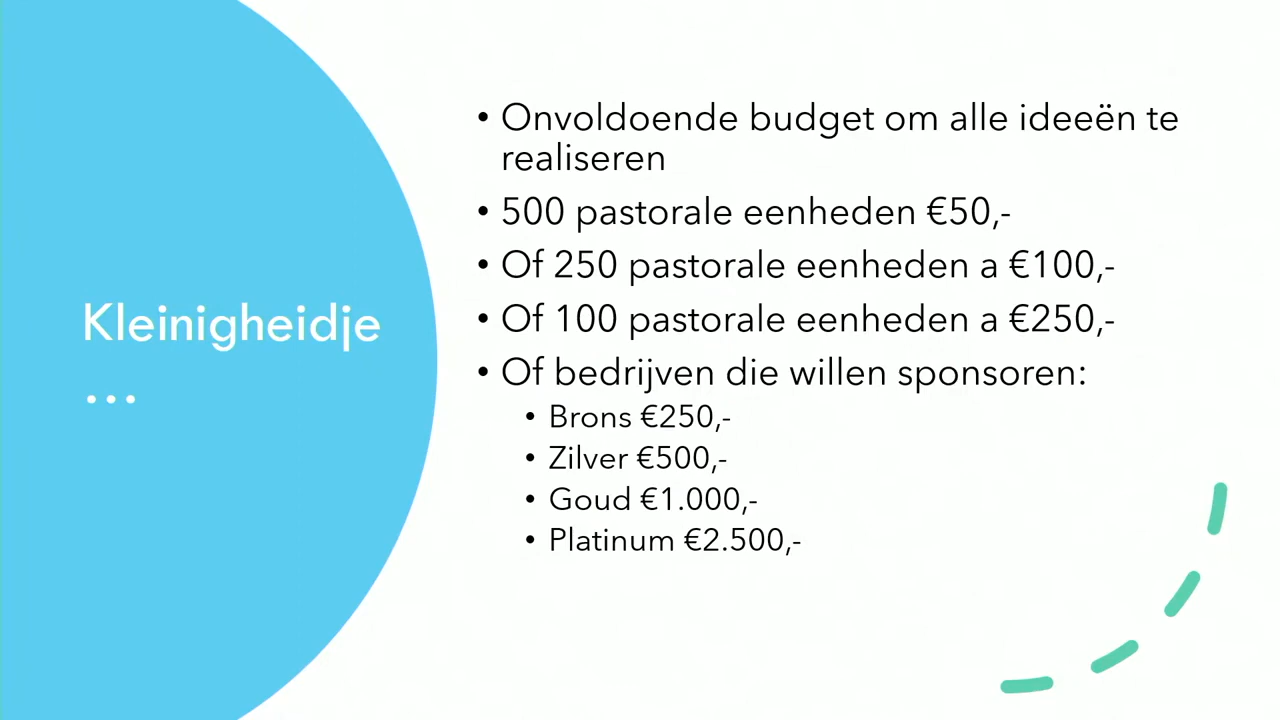 Kleinigheidje
...
• Onvoldoende budget om alle ideeën te
realiseren
• 500 pastorale eenheden €50,-
• Of 250 pastorale eenheden a €100,-
• Of 100 pastorale eenheden a €250,-
• Of bedrijven die willen sponsoren:
• Brons €250,-
• Zilver €500,-
• Goud €1.000,-
• Platinum €2.500,-